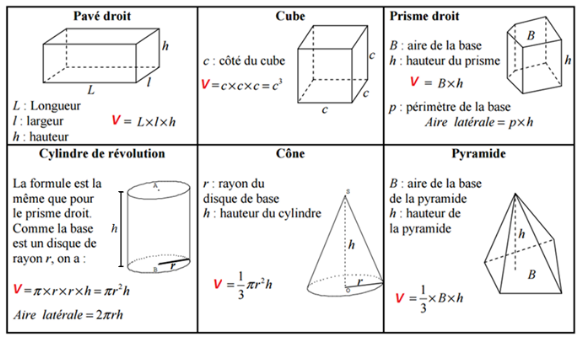 Pavé droit
h
L
l
L : Longueur
l : largeur
h : hauteur
V = L×l×h
Cube
c : côté du cube
V=c×c×c=c³
c
c
c
Prisme droit
B : aire de la base
h : hauteur du prisme
V = B×h
p : périmètre de la base
Aire latérale = p×h
B
h
Cylindre de révolution
La formule est la
même que pour
le prisme droit.
Comme la base
est un disque de
rayon r, on a :
h
A
B
r
V=π×r×r×h=πr²h
Aire latérale=2πrh
Cône
r : rayon du
disque de base
h : hauteur du cylindre
S
h
r
O
V=1/3πr²h
Pyramide
B : aire de la base
de la pyramide
h : hauteur de
la pyramide
h
B
V=1/3×B×h